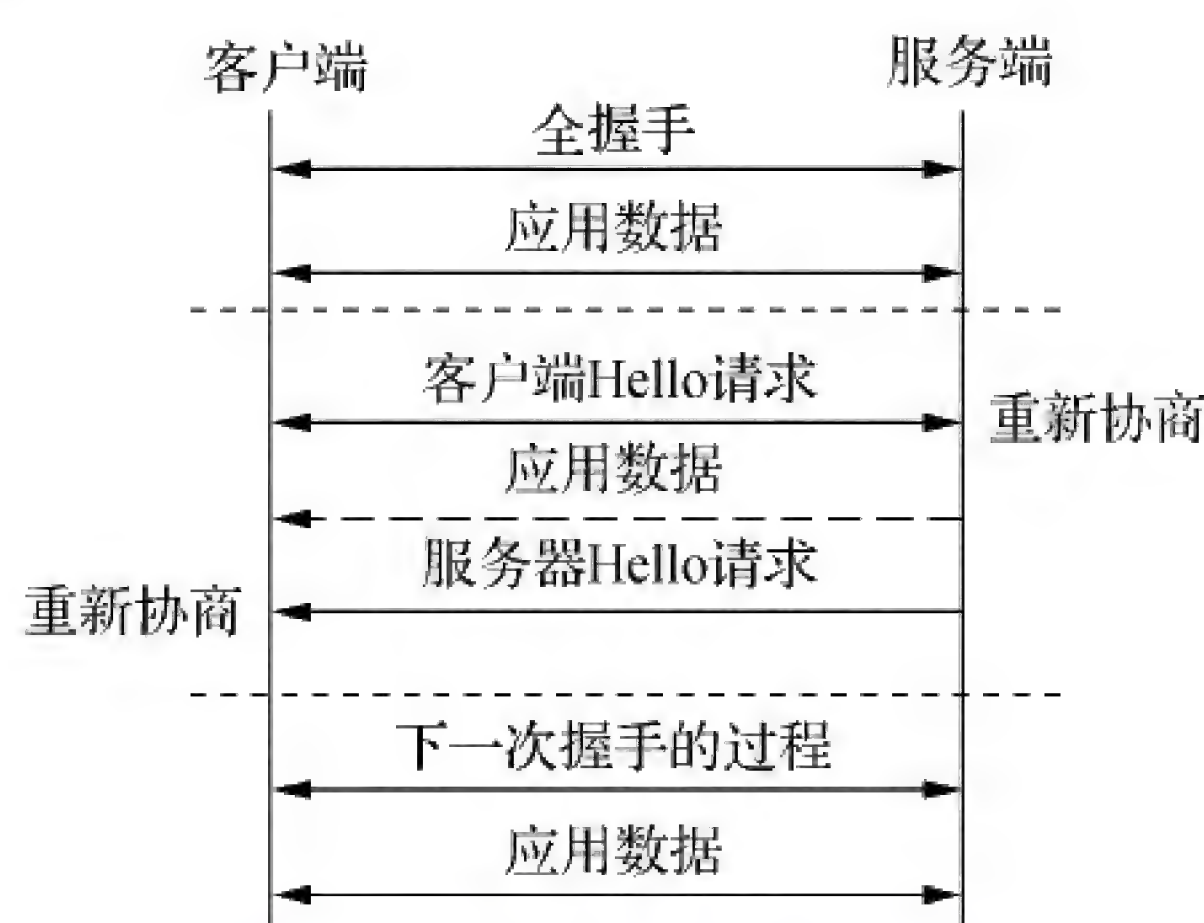 客户端
服务端
全握手
应用数据
客户端Hello请求
重新协商
应用数据
服务器Hello请求
重新协商
下一次握手的过程
应用数据